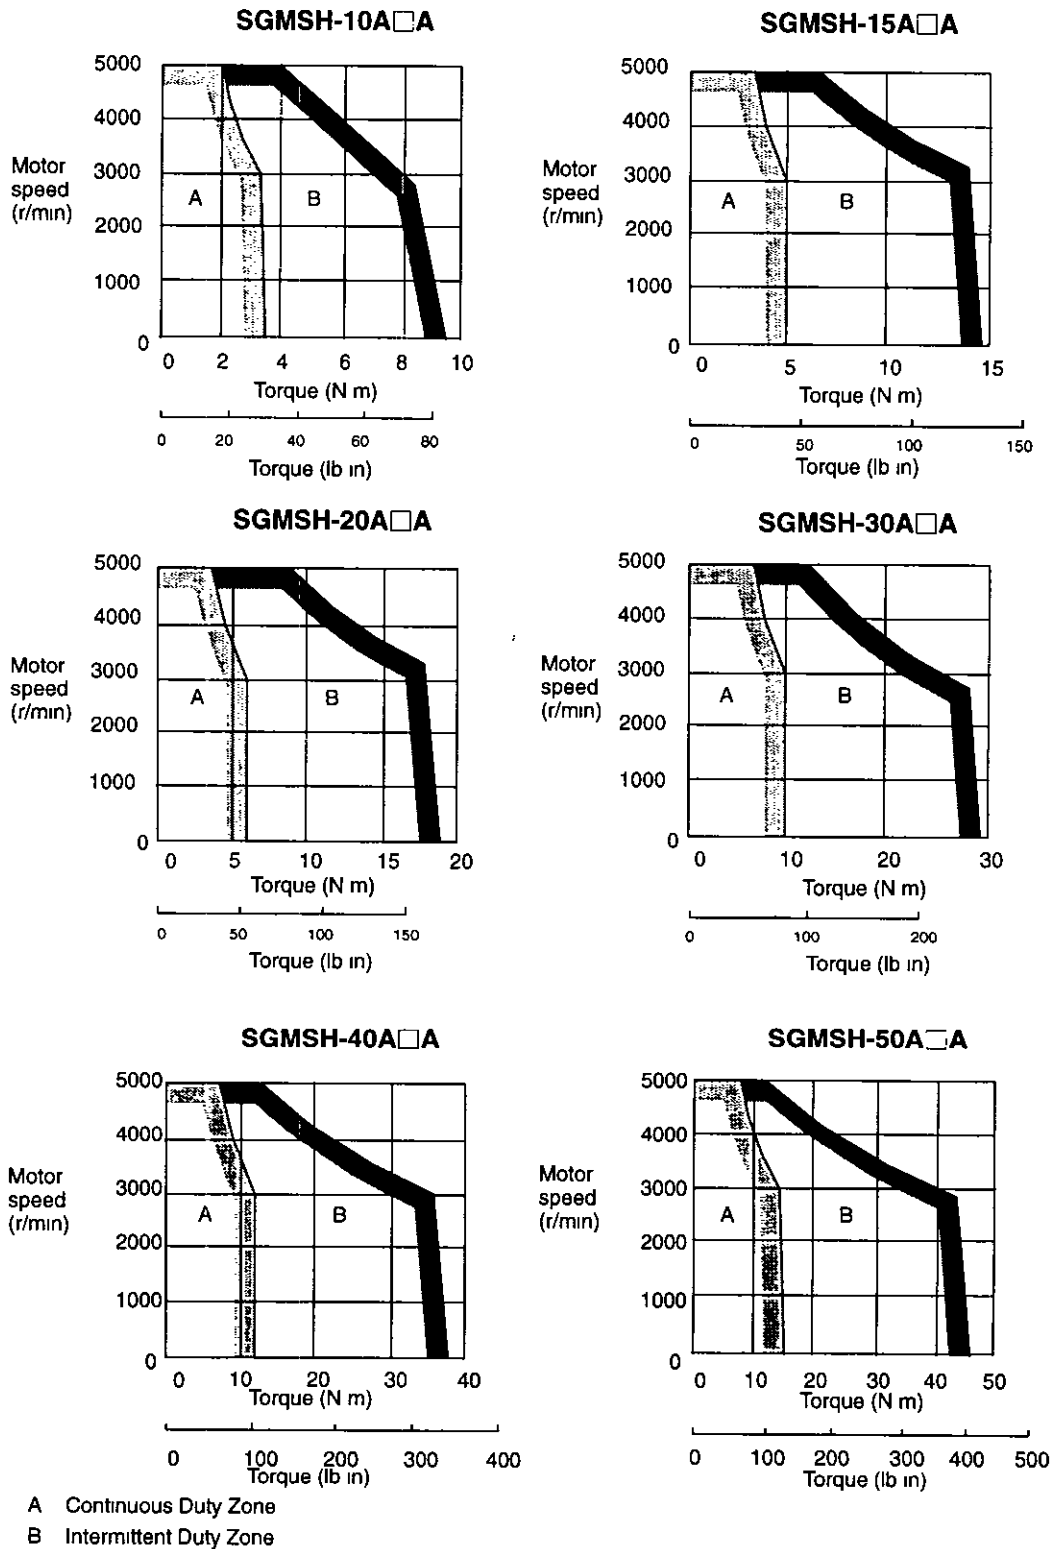 SGMSH-10A□A
5000
4000
3000
2000
1000
0
Motor
speed
(r/min)
A
B
0 2 4 6 8 10
Torque (N m)
0 20 40 60 80
Torque (lb in)
SGMSH-15A□A
5000
4000
3000
2000
1000
0
Motor
speed
(r/min)
A
B
0 5 10 15
Torque (N m)
0 50 100 150
Torque (lb in)
SGMSH-20A□A
5000
4000
3000
2000
1000
0
Motor
speed
(r/min)
A
B
0 5 10 15 20
Torque (N m)
0 50 100 150
Torque (lb in)
SGMSH-30A□A
5000
4000
3000
2000
1000
0
Motor
speed
(r/min)
A
B
0 10 20 30
Torque (N m)
0 100 200
Torque (lb in)
SGMSH-40A□A
5000
4000
3000
2000
1000
0
Motor
speed
(r/min)
A
B
0 10 20 30 40
Torque (N m)
0 100 200 300 400
Torque (lb in)
SGMSH-50A□A
5000
4000
3000
2000
1000
0
Motor
speed
(r/min)
A
B
0 10 20 30 40 50
Torque (N m)
0 100 200 300 400 500
Torque (lb in)
A Continuous Duty Zone
B Intermittent Duty Zone